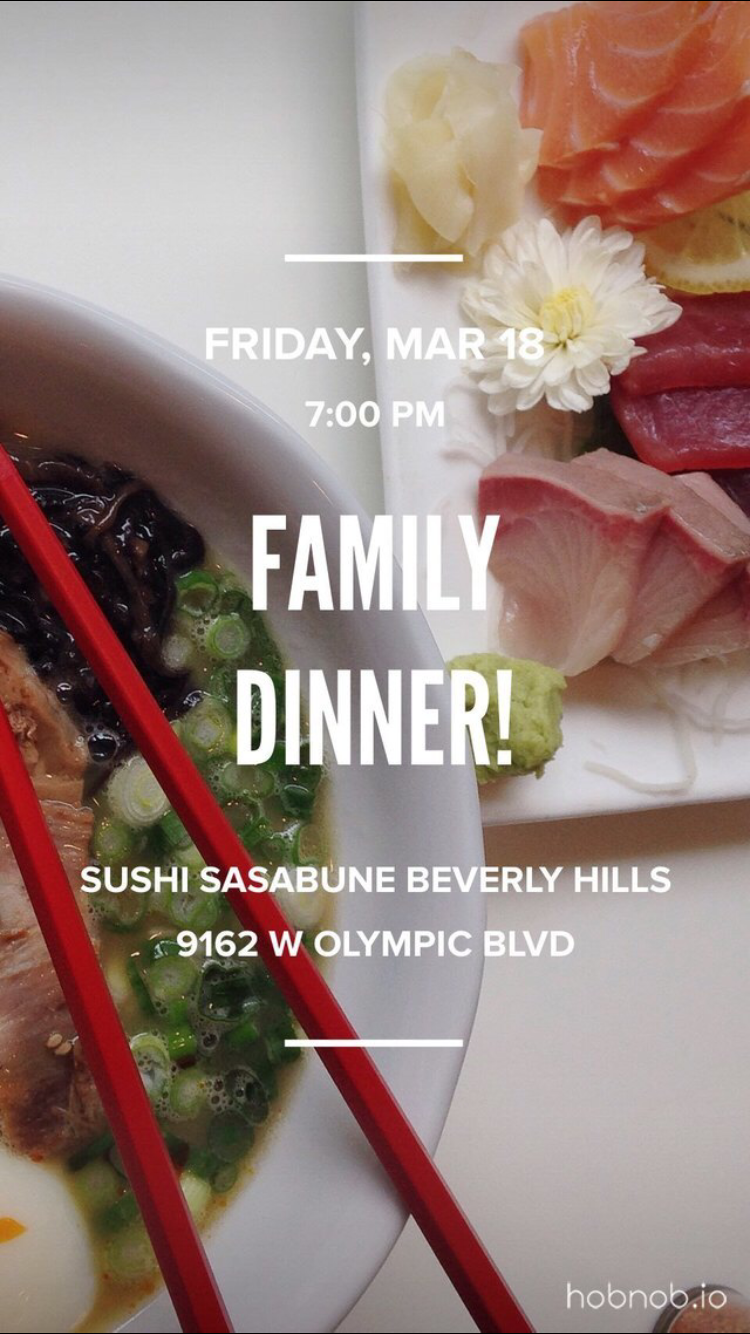 FRIDAY, MAR 18
7:00 PM
FAMILY
DINNER!
SUSHI SASABUNE BEVERLY HILLS
9162 W OLYMPIC BLVD
hobnob.io